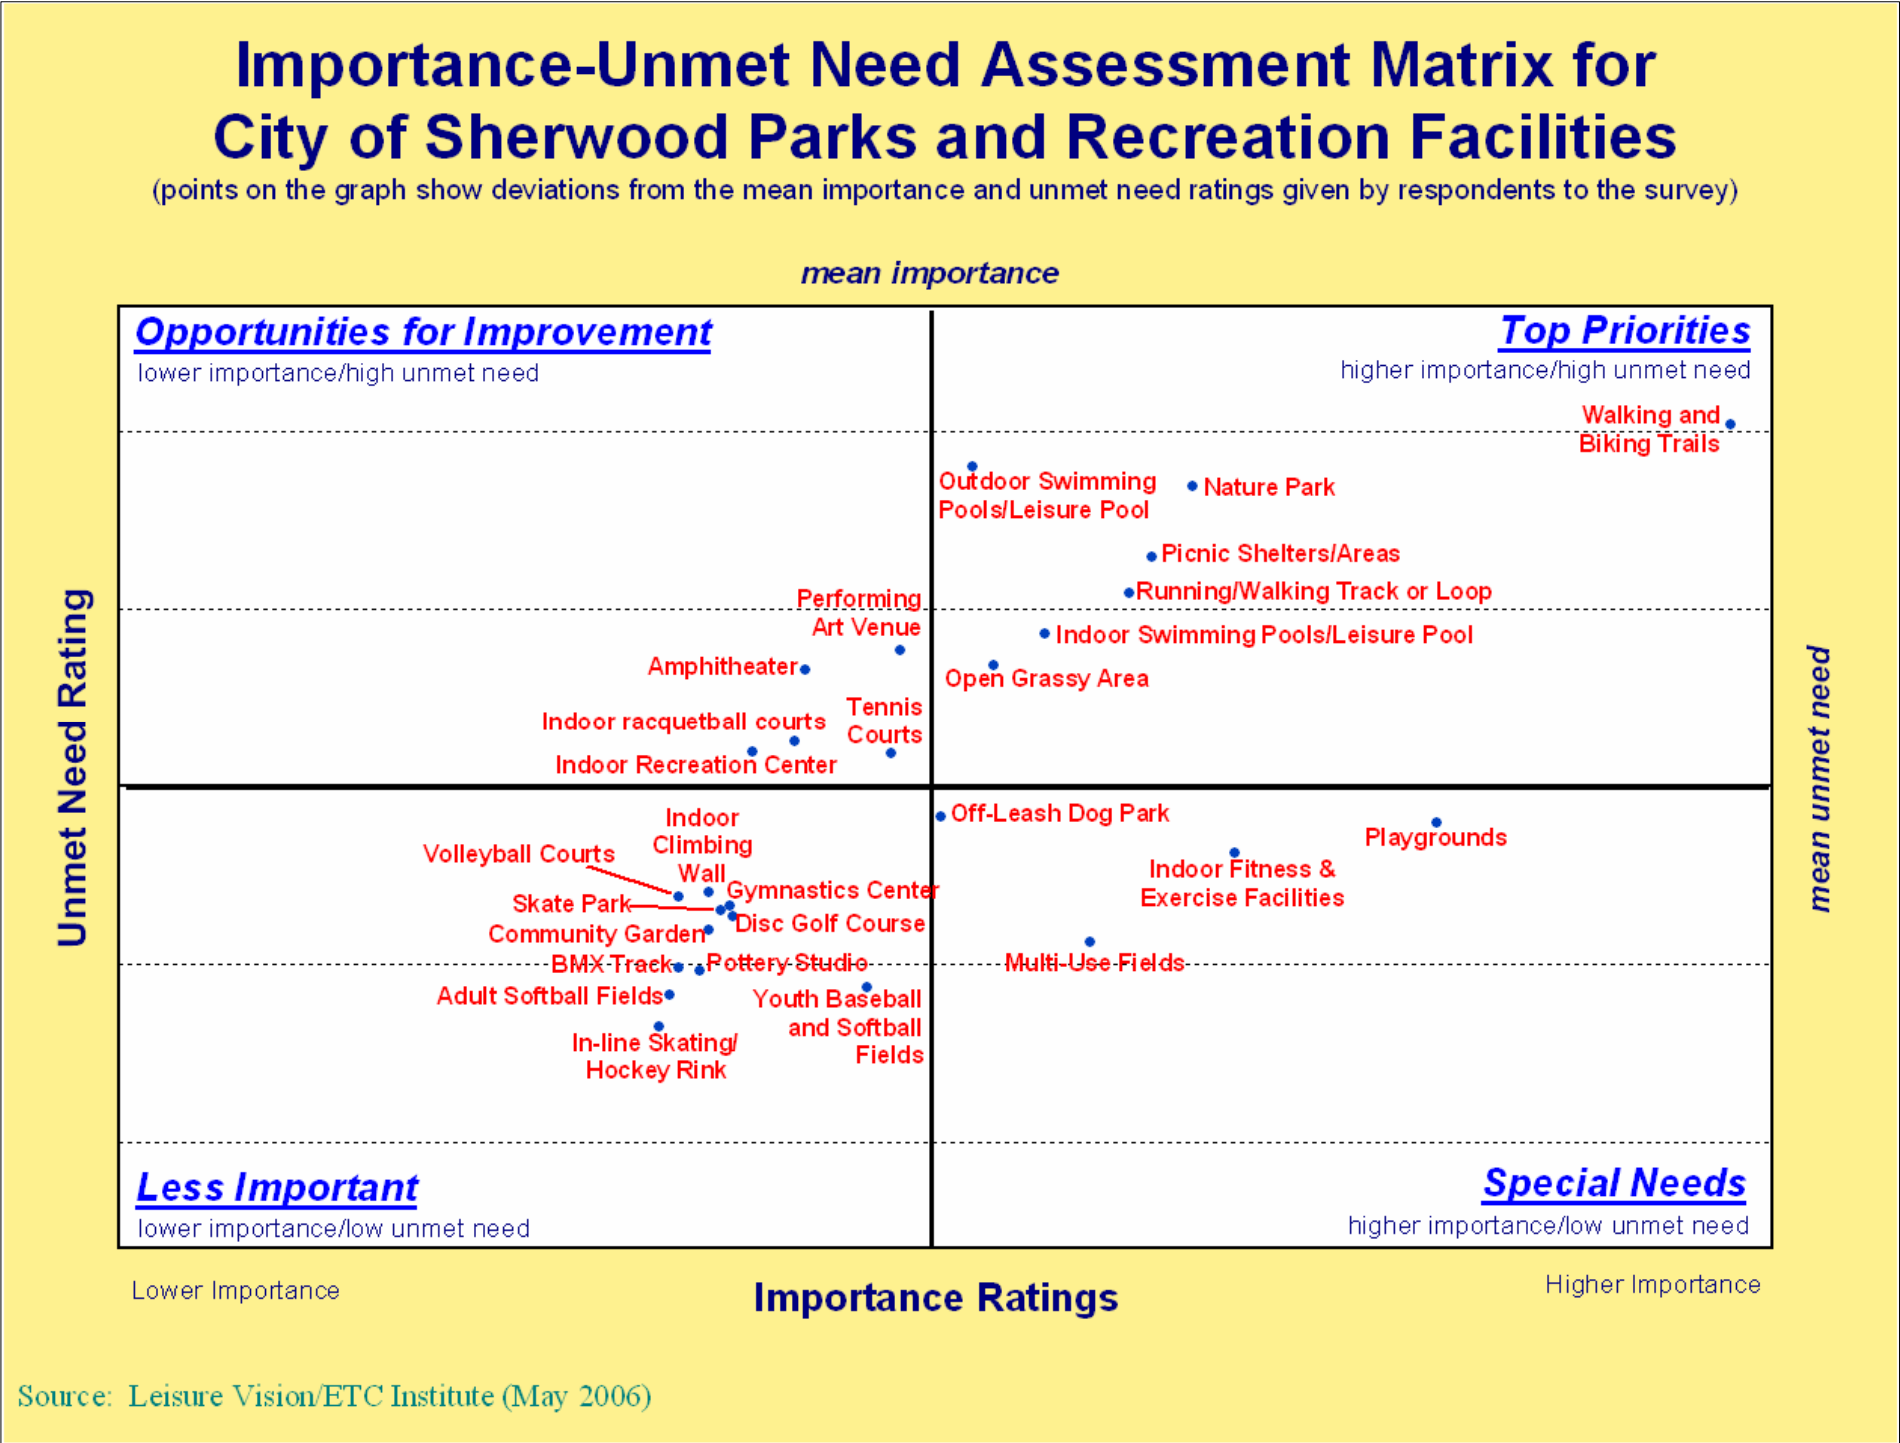 Importance-Unmet Need Assessment Matrix for
City of Sherwood Parks and Recreation Facilities
(points on the graph show deviations from the mean importance and unmet need ratings given by respondents to the survey)
mean importance
Opportunities for Improvement
lower importance/high unmet need
Top Priorities
higher importance/high unmet need
Walking and
Biking Trails
Outdoor Swimming
Pools/Leisure Pool
Nature Park
Picnic Shelters/Areas
Running/Walking Track or Loop
Performing
Art Venue
Indoor Swimming Pools/Leisure Pool
Amphitheater
Open Grassy Area
Tennis
Courts
Indoor racquetball courts
Indoor Recreation Center
Unmet Need Rating
mean unmet need
Off-Leash Dog Park
Playgrounds
Indoor
Climbing
Wall
Volleyball Courts
Indoor Fitness &
Exercise Facilities
Gymnastics Center
Skate Park
Disc Golf Course
Community Garden
BMX Track
Pottery Studio
Multi-Use Fields
Adult Softball Fields
Youth Baseball
and Softball
Fields
In-line Skating/
Hockey Rink
Less Important
lower importance/low unmet need
Special Needs
higher importance/low unmet need
Lower Importance
Importance Ratings
Higher Importance
Source: Leisure Vision/ETC Institute (May 2006)